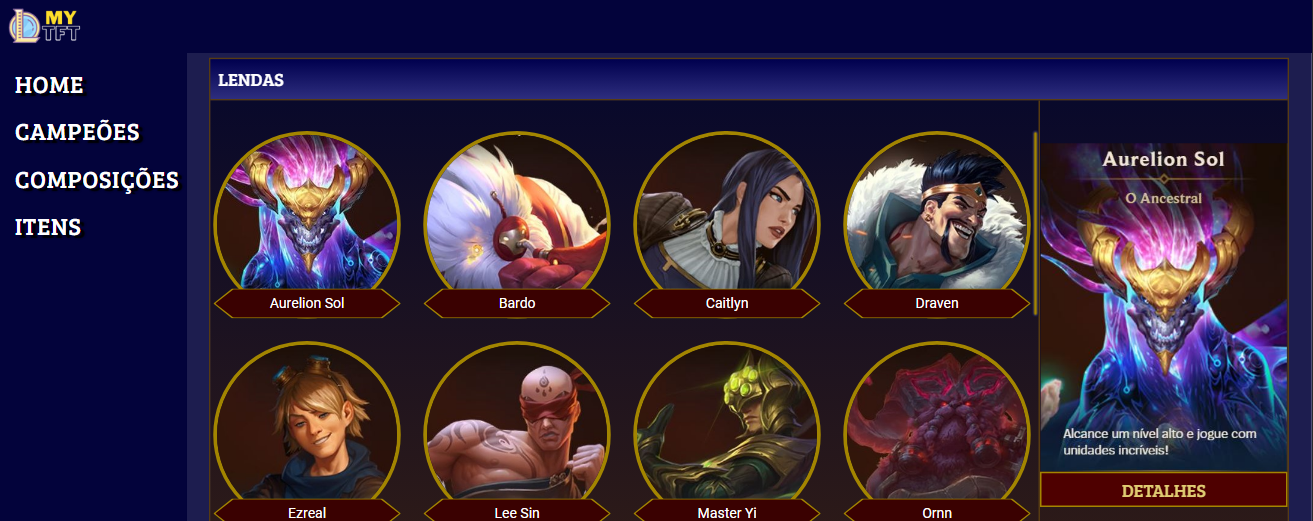 MY
TFT
HOME
CAMPEÕES
COMPOSIÇÕES
ITENS
LENDAS
Aurelion Sol
Bardo
Caitlyn
Draven
Ezreal
Lee Sin
Master Yi
Ornn
Aurelion Sol
O Ancestral
Alcance um nível alto e jogue com
unidades incríveis!
DETALHES